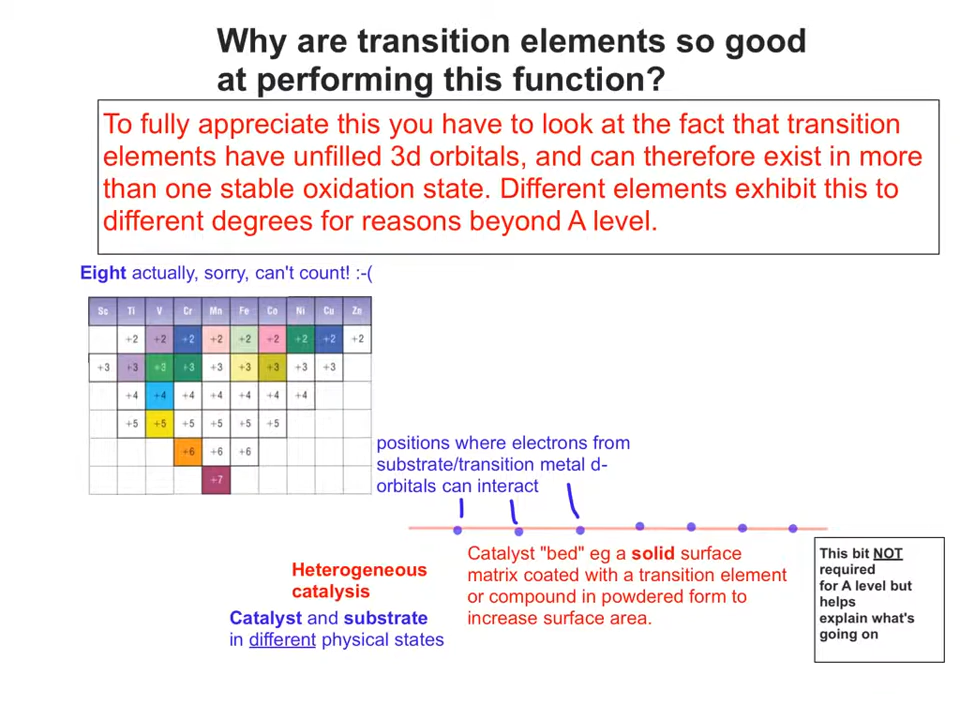 Why are transition elements so good
at performing this function?
To fully appreciate this you have to look at the fact that transition
elements have unfilled 3d orbitals, and can therefore exist in more
than one stable oxidation state. Different elements exhibit this to
different degrees for reasons beyond A level.
Eight actually, sorry, can't count! :-(
Sc Ti V Cr Mn Fe Co Ni Cu Zn
+2 +2 +2 +2 +2 +2 +2 +2 +2
+3 +3 +3 +3 +3 +3 +3 +3 +3
+4 +4 +4 +4 +4 +4 +4
+5 +5 +5 +5 +5 +5
+6 +6 +6
+7
positions where electrons from
substrate/transition metal d-
orbitals can interact
Heterogeneous
catalysis
Catalyst and substrate
in different physical states
Catalyst "bed" eg a solid surface
matrix coated with a transition element
or compound in powdered form to
increase surface area.
This bit NOT
required
for A level but
helps
explain what's
going on